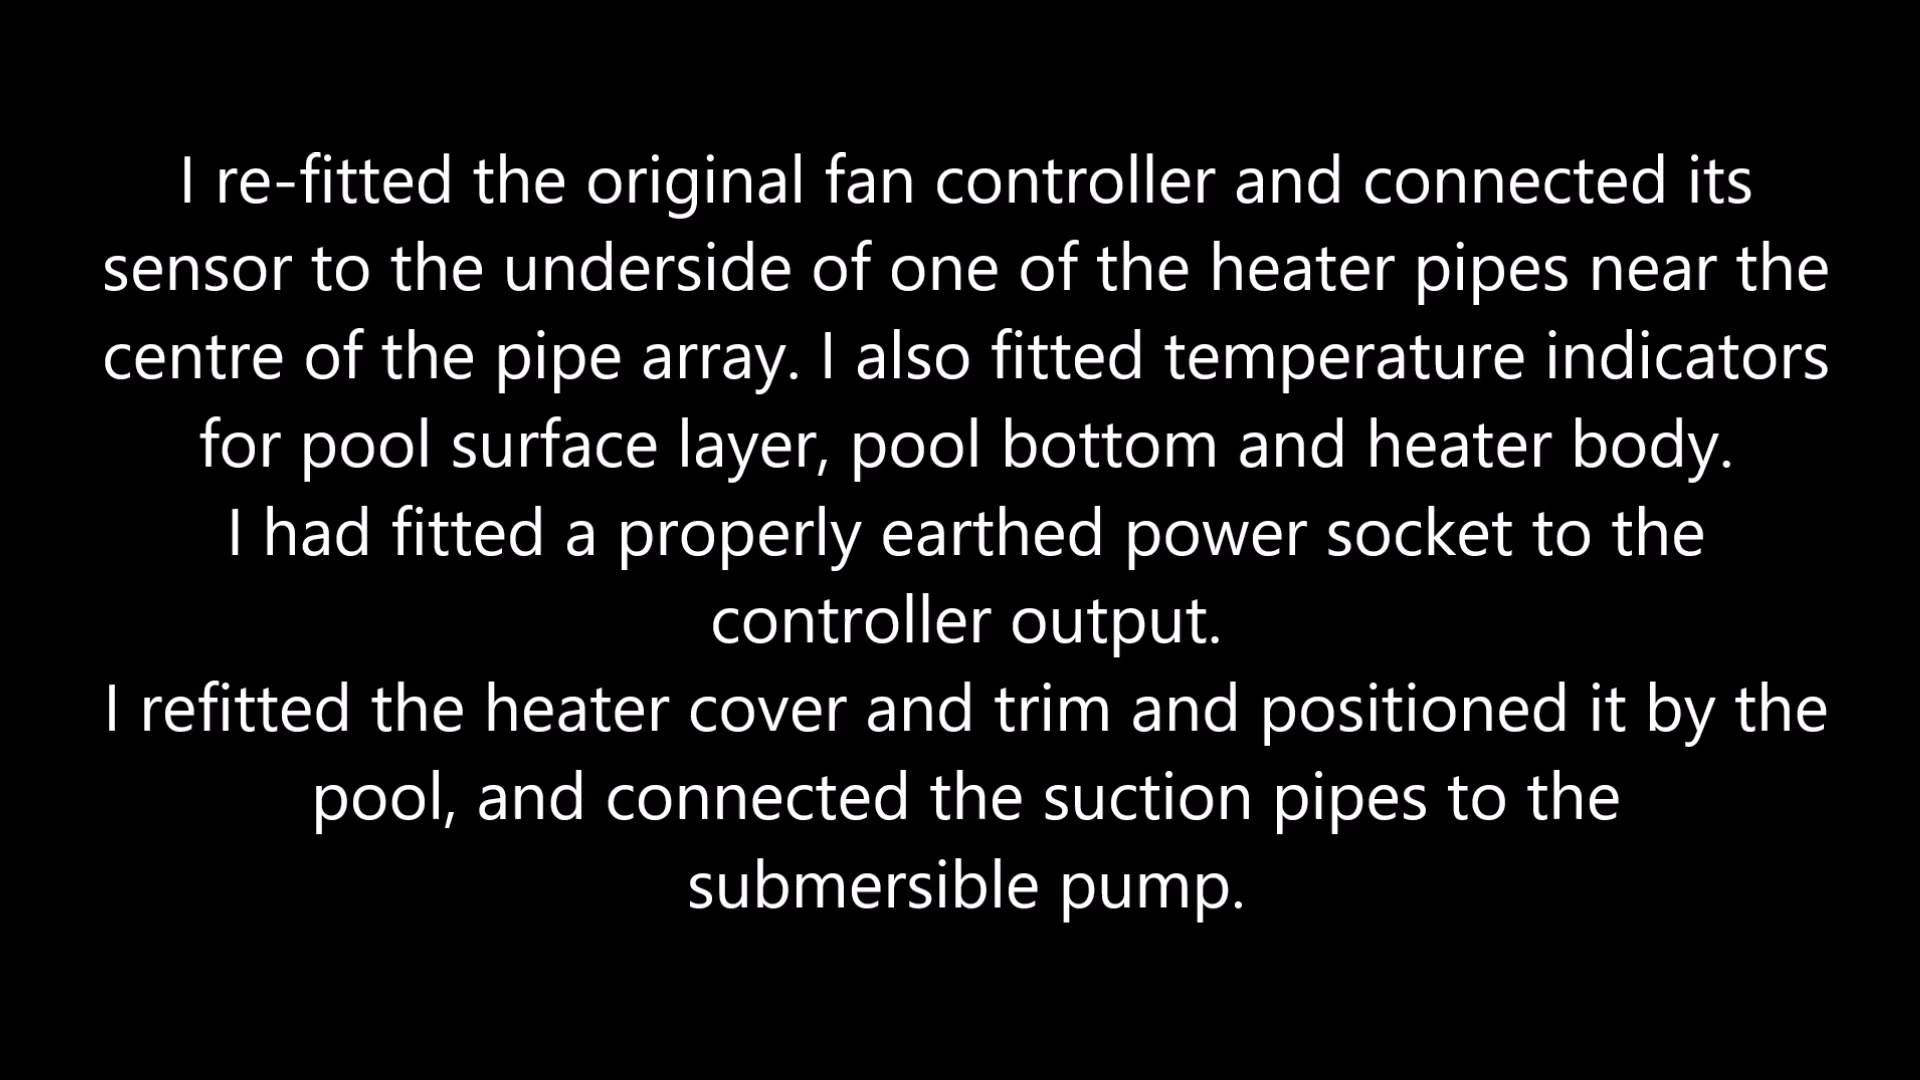 I re-fitted the original fan controller and connected its
sensor to the underside of one of the heater pipes near the
centre of the pipe array. I also fitted temperature indicators
for pool surface layer, pool bottom and heater body.
I had fitted a properly earthed power socket to the
controller output.
I refitted the heater cover and trim and positioned it by the
pool, and connected the suction pipes to the
submersible pump.